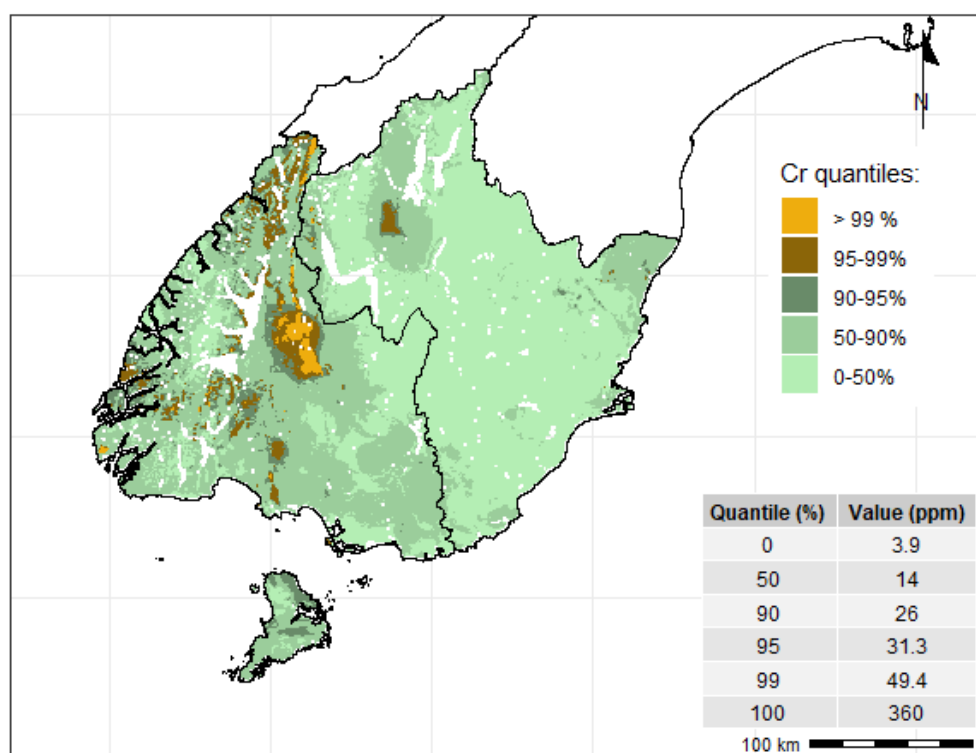 N
Cr quantiles:
> 99 %
95-99%
90-95%
50-90%
0-50%
Quantile (%) Value (ppm)
0 3.9
50 14
90 26
95 31.3
99 49.4
100 360
100 km